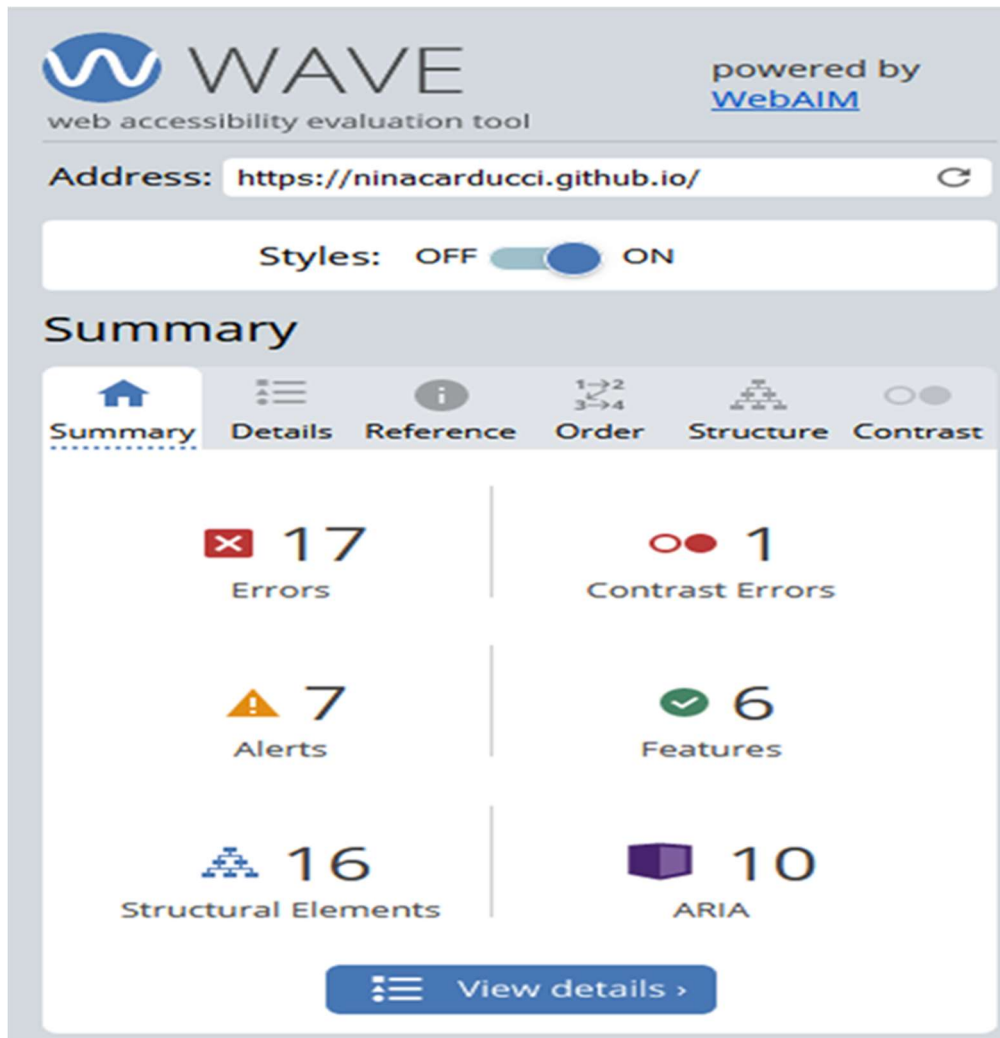 WAVE
powered by
WebAIM
web accessibility evaluation tool
Address: https://ninacarducci.github.io/
Styles: OFF ON
Summary
1 2
3 4
Summary Details Reference Order Structure Contrast
17 1
Errors Contrast Errors
7 6
Alerts Features
16 10
Structural Elements ARIA
View details ›